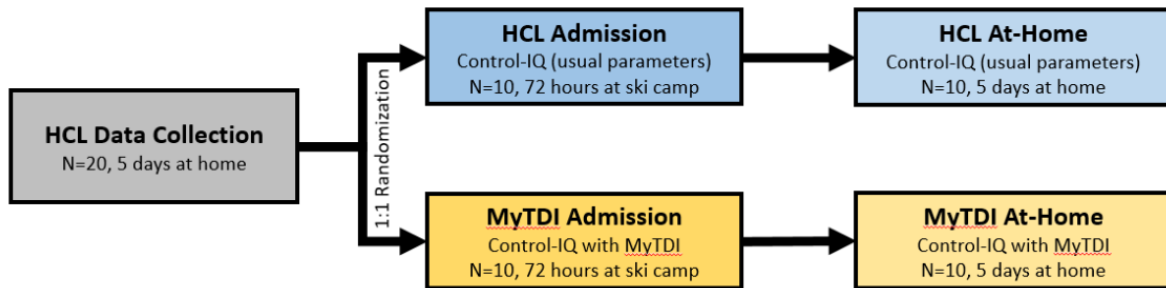 HCL Data Collection
N=20, 5 days at home
1:1 Randomization
HCL Admission
Control-IQ (usual parameters)
N=10, 72 hours at ski camp
HCL At-Home
Control-IQ (usual parameters)
N=10, 5 days at home
MyTDI Admission
Control-IQ with MyTDI
N=10, 72 hours at ski camp
MyTDI At-Home
Control-IQ with MyTDI
N=10, 5 days at home